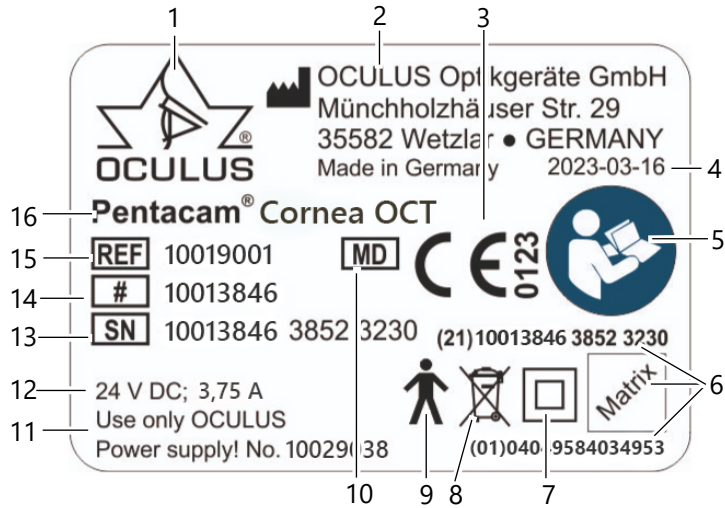 1
2
3
OCULUS Optikgeräte GmbH
Münchholzhäuser Str. 29
35582 Wetzlar ● GERMANY
Made in Germany 2023-03-16
4
®
OCULUS
16
Pentacam® Cornea OCT
5
15
REF 10019001
MD
CE 0123
14
# 10013846
13
SN 10013846 3852 3230
(21)10013846 3852 3230
6
12
24 V DC; 3,75 A
Matrix
11
Use only OCULUS
Power supply! No. 10029038
(01)04049584034953
10
9
8
7